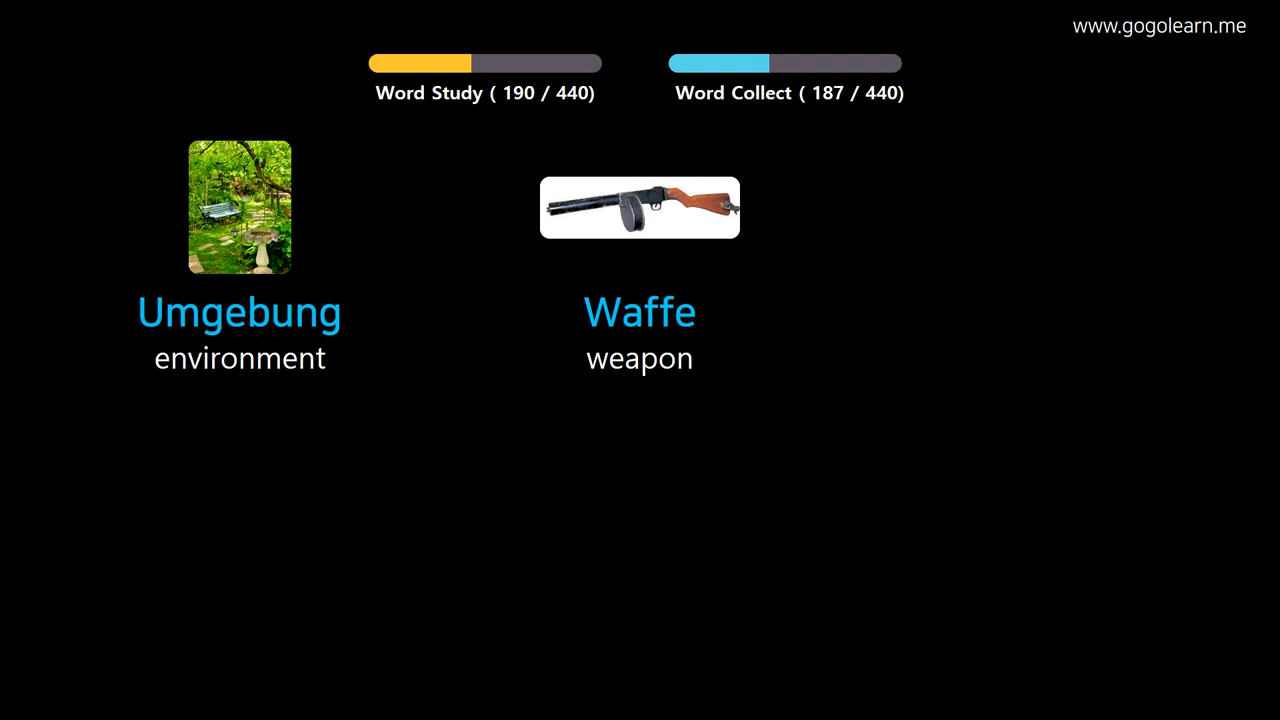 www.gogolearn.me
Word Study ( 190 / 440)
Word Collect ( 187 / 440)
Umgebung
environment
Waffe
weapon